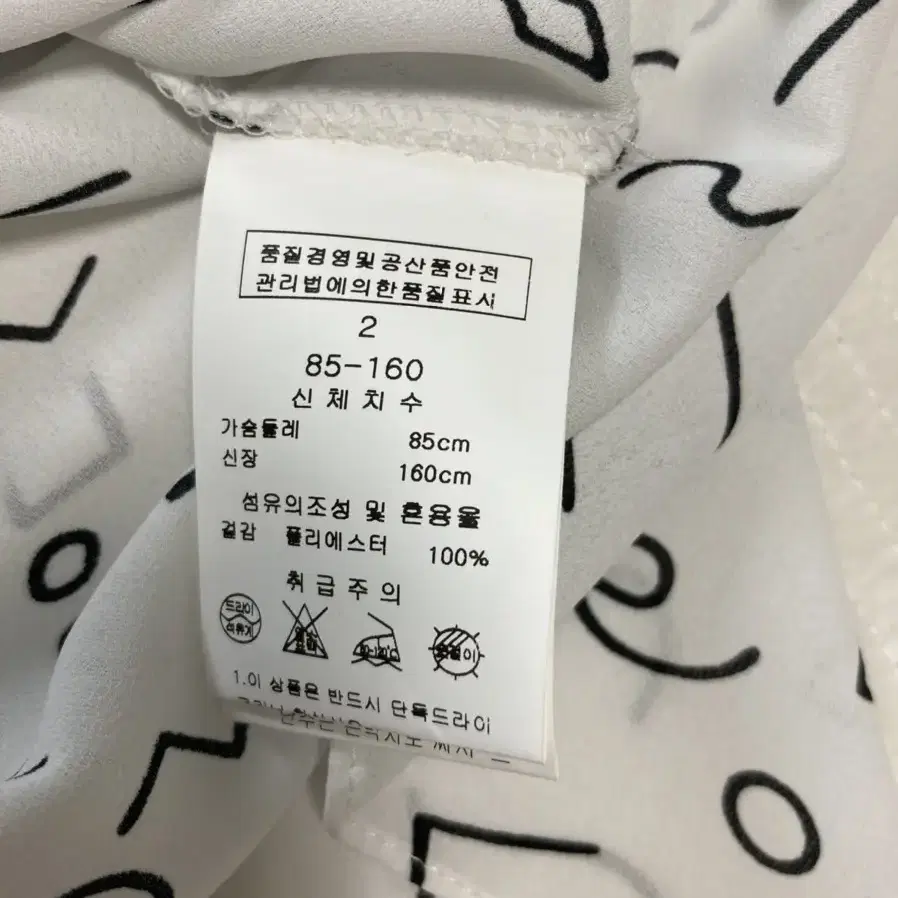 품질경영및공산품안전
관리법에의한품질표시
2
85-160
신 체 치 수
가슴둘레 85cm
신장 160cm
섬유의조성 및 혼용율
겉감 폴리에스터 100%
취 급 주 의
드라이
석유계
1.이 상품은 반드시 단독드라이